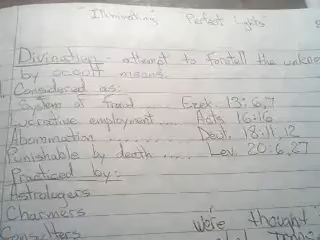 "Illuminating Perfect Lights"
Divination - attempt to foretell the unknown
by occult means:
Considered as:
System of fraud Ezek. 13:6,7
Lucrative employment... Acts 16:16
Abomination ......... Deut. 18:11,12
Punishable by death..... Lev. 20:6,27
Practiced by:
Astrologers
Charmers
Consulters were thought